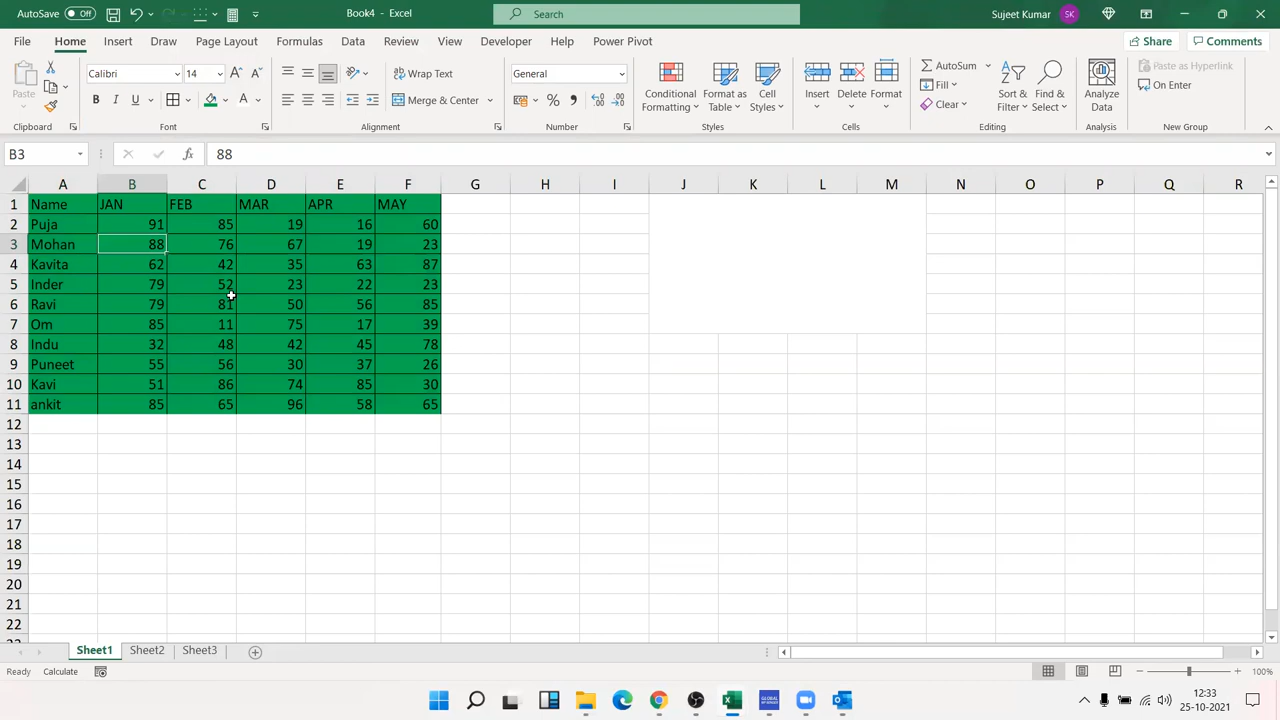 AutoSave Off Book4 - Excel Search Sujeet Kumar SK
File Home Insert Draw Page Layout Formulas Data Review View Developer Help Power Pivot Share Comments
Paste Calibri 14 A A Wrap Text General Conditional Formatting Format as Table Cell Styles Insert Delete Format AutoSum Sort & Filter Find & Select Analyze Data Paste as Hyperlink
B I U A Merge & Center % Fill Clear On Enter
Clipboard Font Alignment Number Styles Cells Editing Analysis New Group
B3 fx 88
A B C D E F G H I J K L M N O P Q R
1 Name JAN FEB MAR APR MAY
2 Puja 91 85 19 16 60
3 Mohan 88 76 67 19 23
4 Kavita 62 42 35 63 87
5 Inder 79 52 23 22 23
6 Ravi 79 81 50 56 85
7 Om 85 11 75 17 39
8 Indu 32 48 42 45 78
9 Puneet 55 56 30 37 26
10 Kavi 51 86 74 85 30
11 ankit 85 65 96 58 65
12
13
14
15
16
17
18
19
20
21
22
Sheet1 Sheet2 Sheet3
Ready Calculate 100%
12:33
25-10-2021